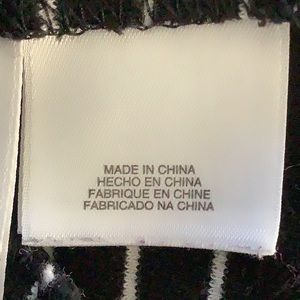 MADE IN CHINA
HECHO EN CHINA
FABRIQUE EN CHINE
FABRICADO NA CHINA